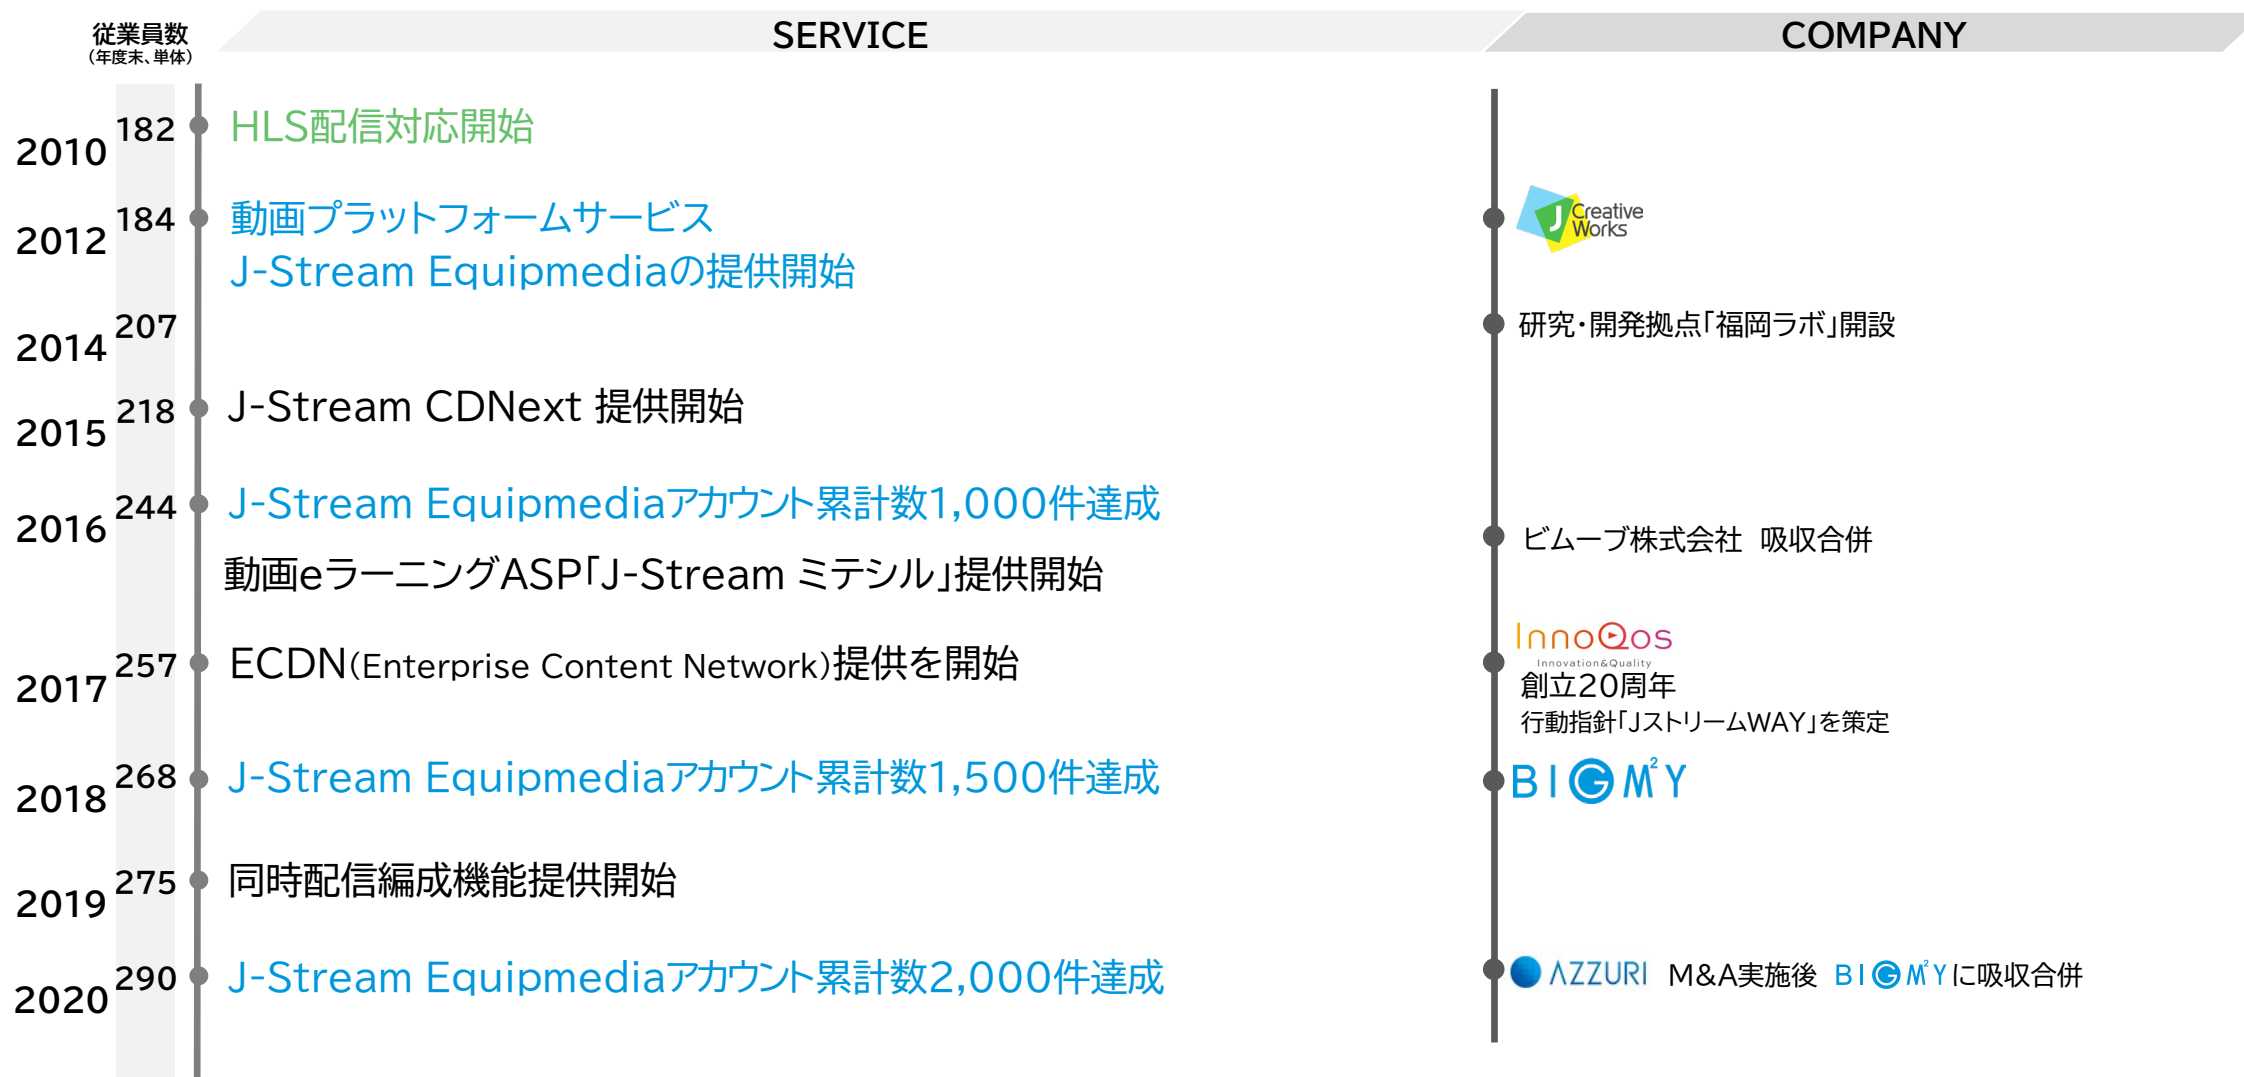 従業員数
（年度末、単体）
SERVICE
COMPANY
2010
182
HLS配信対応開始
2012
184
動画プラットフォームサービス
J-Stream Equipmediaの提供開始
J Creative
Works
2014
207
研究・開発拠点「福岡ラボ」開設
2015
218
J-Stream CDNext 提供開始
2016
244
J-Stream Equipmediaアカウント累計数1,000件達成
動画eラーニングASP「J-Stream ミテシル」提供開始
ビムーブ株式会社　吸収合併
2017
257
ECDN（Enterprise Content Network）提供を開始
InnoQos
Innovation&Quality
創立20周年
行動指針「JストリームWAY」を策定
2018
268
J-Stream Equipmediaアカウント累計数1,500件達成
BIGM²Y
2019
275
同時配信編成機能提供開始
2020
290
J-Stream Equipmediaアカウント累計数2,000件達成
AZZURI M&A実施後 BIGM²Yに吸収合併